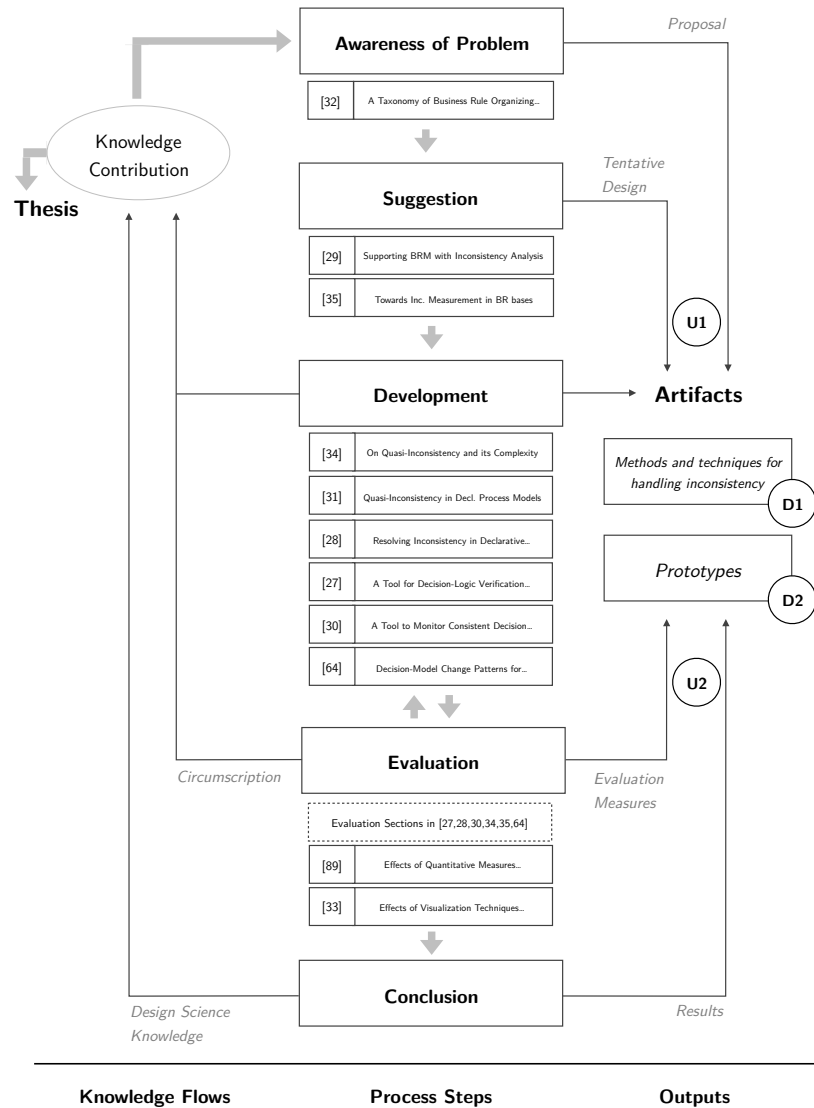 Awareness of Problem
Proposal
[32] A Taxonomy of Business Rule Organizing...
Knowledge
Contribution
Thesis
Suggestion
Tentative
Design
[29] Supporting BRM with Inconsistency Analysis
[35] Towards Inc. Measurement in BR bases
U1
Development
Artifacts
[34] On Quasi-Inconsistency and its Complexity
[31] Quasi-Inconsistency in Decl. Process Models
[28] Resolving Inconsistency in Declarative...
[27] A Tool for Decision-Logic Verification...
[30] A Tool to Monitor Consistent Decision...
[64] Decision-Model Change Patterns for...
Methods and techniques for
handling inconsistency
D1
Prototypes
D2
U2
Evaluation
Circumscription
Evaluation
Measures
Evaluation Sections in [27,28,30,34,35,64]
[89] Effects of Quantitative Measures...
[33] Effects of Visualization Techniques...
Conclusion
Design Science
Knowledge
Results
Knowledge Flows
Process Steps
Outputs